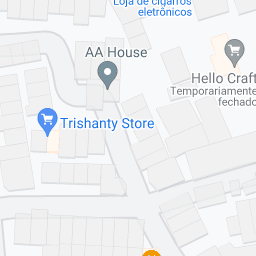 Loja de cigarros
eletrônicos
AA House
Hello Craft
Temporariamente
fechado
Trishanty Store